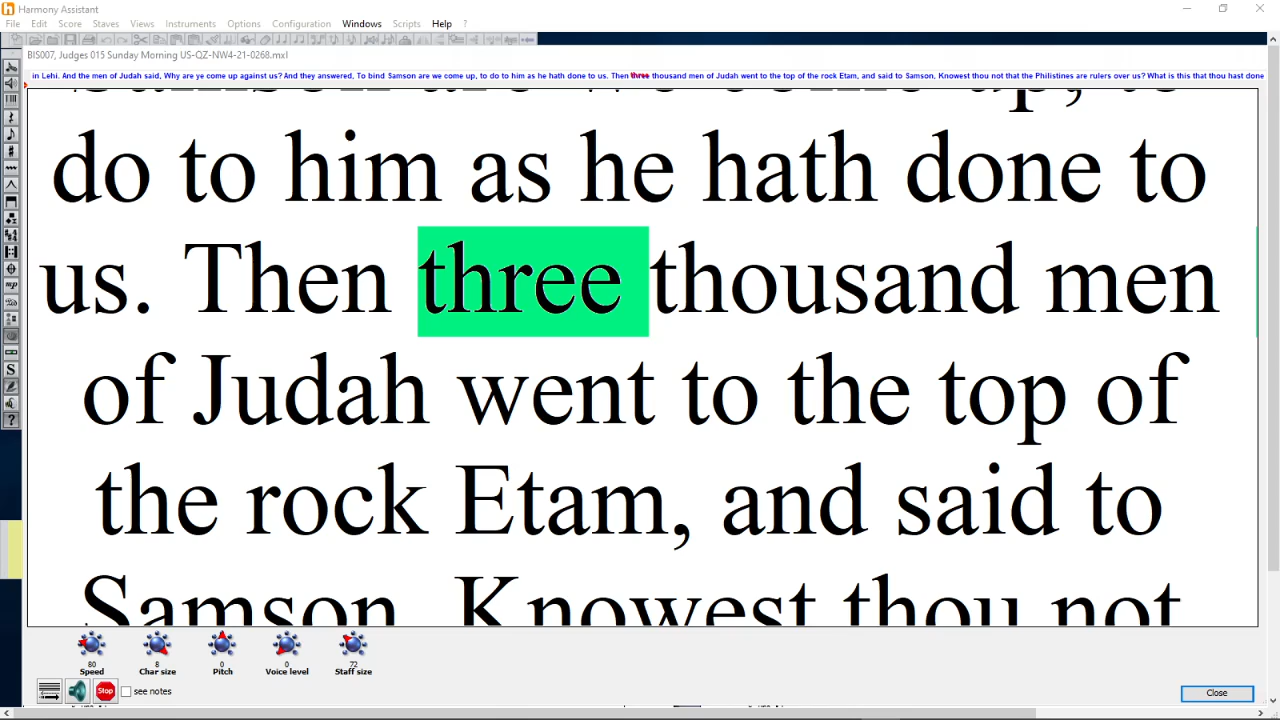 Harmony Assistant
File Edit Score Staves Views Instruments Options Configuration Windows Scripts Help ?
BIS007, Judges 015 Sunday Morning US-QZ-NW4-21-0268.mxl
in Lehi. And the men of Judah said, Why are ye come up against us? And they answered, To bind Samson are we come up, to do to him as he hath done to us. Then three thousand men of Judah went to the top of the rock Etam, and said to Samson, Knowest thou not that the Philistines are rulers over us? What is this that thou hast done
do to him as he hath done to
us. Then three thousand men
of Judah went to the top of
the rock Etam, and said to
Samson, Knowest thou not
80 8 0 0 72
Speed Char size Pitch Voice level Staff size
Stop see notes Close